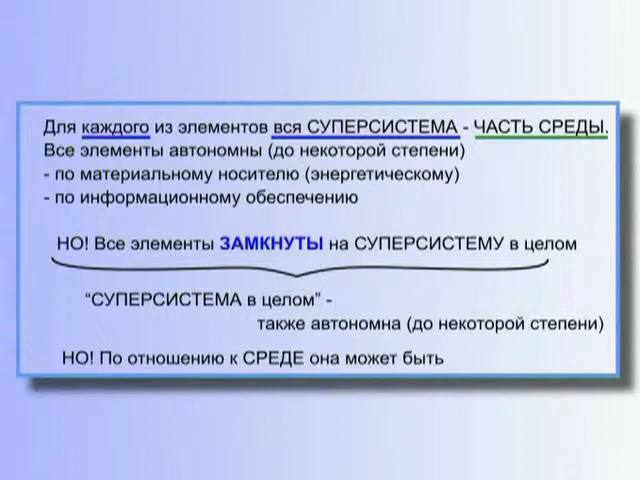 Для каждого из элементов вся СУПЕРСИСТЕМА - ЧАСТЬ СРЕДЫ.
Все элементы автономны (до некоторой степени)
- по материальному носителю (энергетическому)
- по информационному обеспечению
НО! Все элементы ЗАМКНУТЫ на СУПЕРСИСТЕМУ в целом
“СУПЕРСИСТЕМА в целом” -
также автономна (до некоторой степени)
НО! По отношению к СРЕДЕ она может быть